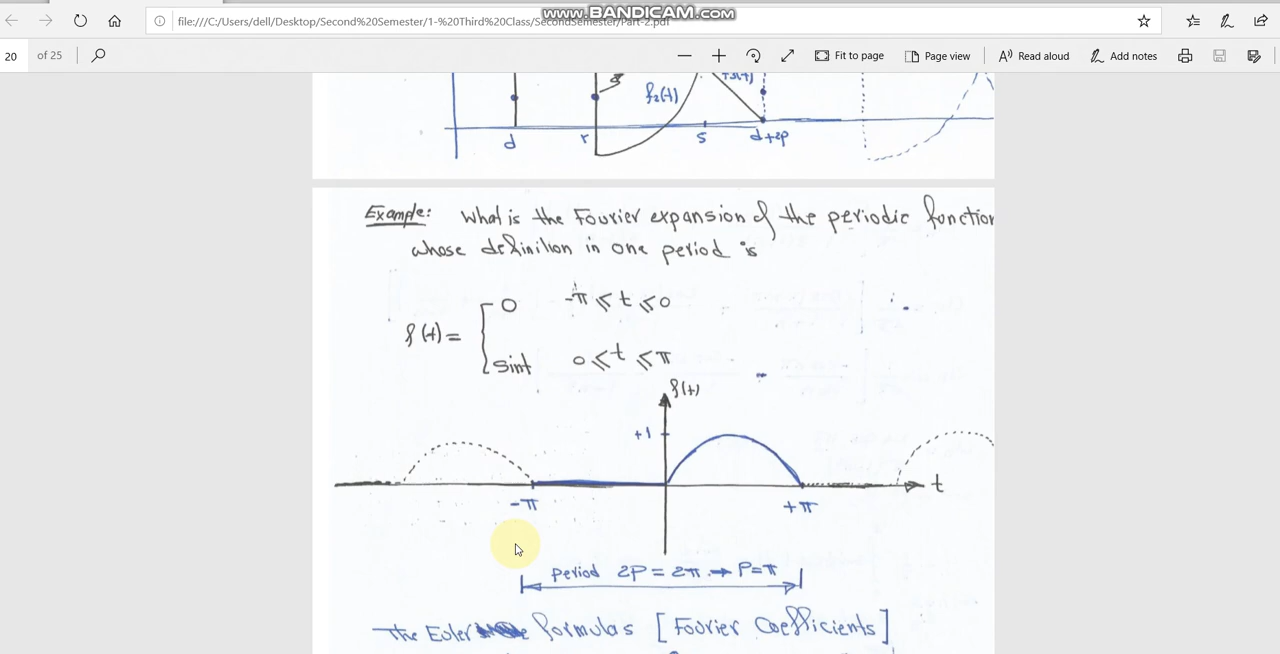 www.BANDICAM.com
file:///C:/Users/dell/Desktop/Second%20Semester/1-%20Third%20Class/SecondSemester/Part-2.pdf
20 of 25 Fit to page Page view Read aloud Add notes
f₂(t) f3(t)
d r s d+2p
Example: What is the Fourier expansion of the periodic function
whose definition in one period is
0 -π ≤ t ≤ 0
f(t) =
Sint 0 ≤ t ≤ π
f(t)
+1
t
-π +π
Period 2P = 2π → P = π
The Euler formulas [Fourier Coefficients]